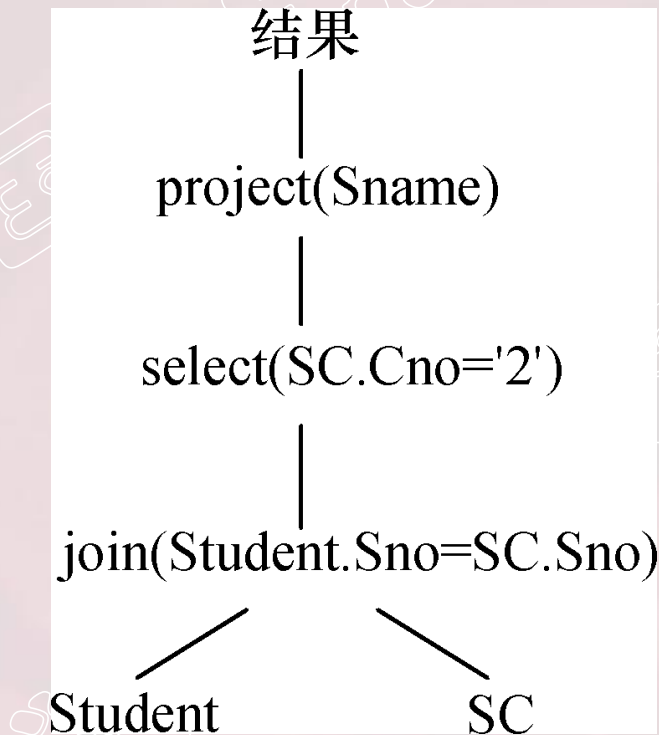 结果
project(Sname)
select(SC.Cno='2')
join(Student.Sno=SC.Sno)
Student SC